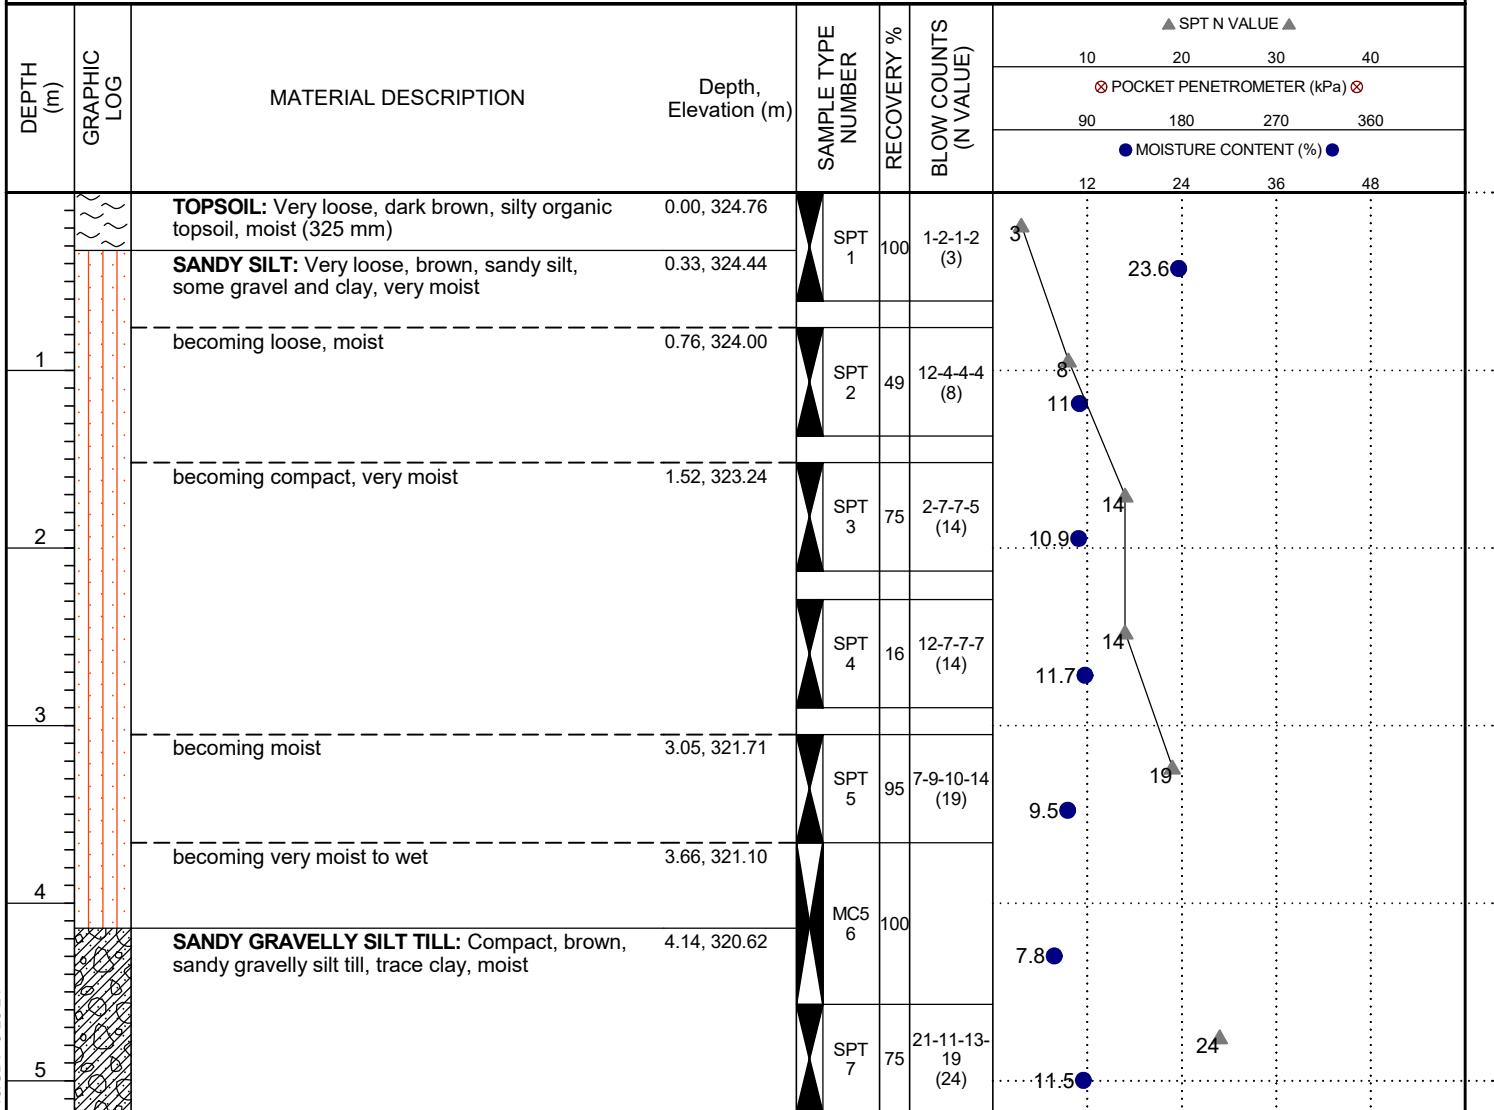 DEPTH
(m)
GRAPHIC
LOG
MATERIAL DESCRIPTION
Depth,
Elevation (m)
SAMPLE TYPE
NUMBER
RECOVERY %
BLOW COUNTS
(N VALUE)
SPT N VALUE
10 20 30 40
POCKET PENETROMETER (kPa)
90 180 270 360
MOISTURE CONTENT (%)
12 24 36 48
TOPSOIL: Very loose, dark brown, silty organic
topsoil, moist (325 mm)
0.00, 324.76
SPT
1
100
1-2-1-2
(3)
3
SANDY SILT: Very loose, brown, sandy silt,
some gravel and clay, very moist
0.33, 324.44
23.6
becoming loose, moist
0.76, 324.00
1
SPT
2
49
12-4-4-4
(8)
8
11
becoming compact, very moist
1.52, 323.24
SPT
3
75
2-7-7-5
(14)
14
2
10.9
SPT
4
16
12-7-7-7
(14)
14
11.7
3
becoming moist
3.05, 321.71
SPT
5
95
7-9-10-14
(19)
19
9.5
becoming very moist to wet
3.66, 321.10
4
MC5
6
100
SANDY GRAVELLY SILT TILL: Compact, brown,
sandy gravelly silt till, trace clay, moist
4.14, 320.62
7.8
SPT
7
75
21-11-13-
19
(24)
24
5
11.5